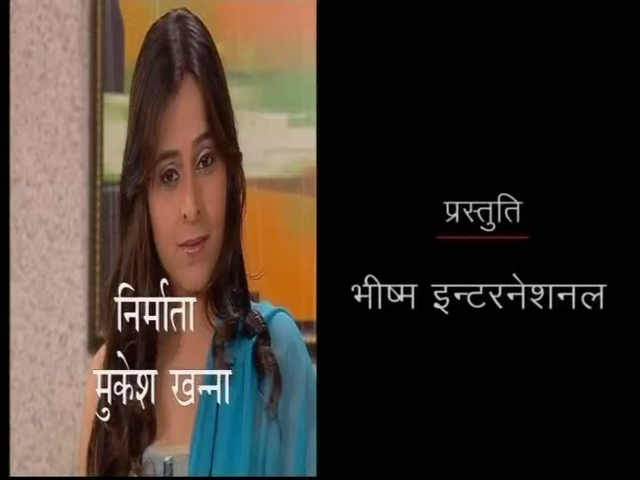 निर्माता
मुकेश खन्ना
प्रस्तुति
भीष्म इन्टरनेशनल